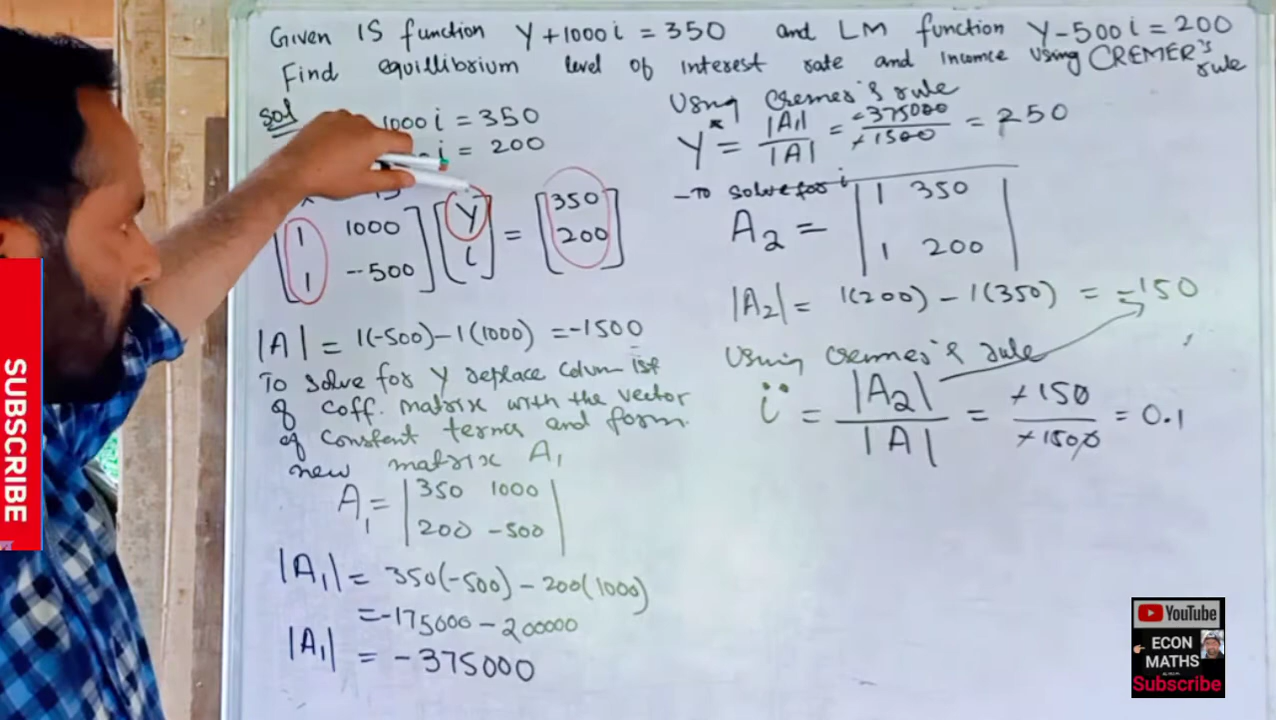 Given IS function Y+1000i = 350 and LM function Y-500i = 200
Find equillibrium level of interest rate and income using CREMER's rule
Sol
1000i = 350
i = 200
[1 1000] [Y] = [350]
[1 -500] [i] [200]
|A| = 1(-500)-1(1000) = -1500
To solve for Y replace colum Ist
of coff. matrix with the vector
of constent terms and form
new matrix A1
A1 = |350 1000|
|200 -500|
|A1| = 350(-500) - 200(1000)
= -175000 - 200000
|A1| = -375000
Using Cremer's rule
Y* = |A1| / |A| = -375000 / -1500 = 250
- To solve for i
A2 = |1 350|
|1 200|
|A2| = 1(200) - 1(350) = -150
Using Cremer's rule
i* = |A2| / |A| = -150 / -1500 = 0.1
SUBSCRIBE
YouTube
ECON
MATHS
Subscribe